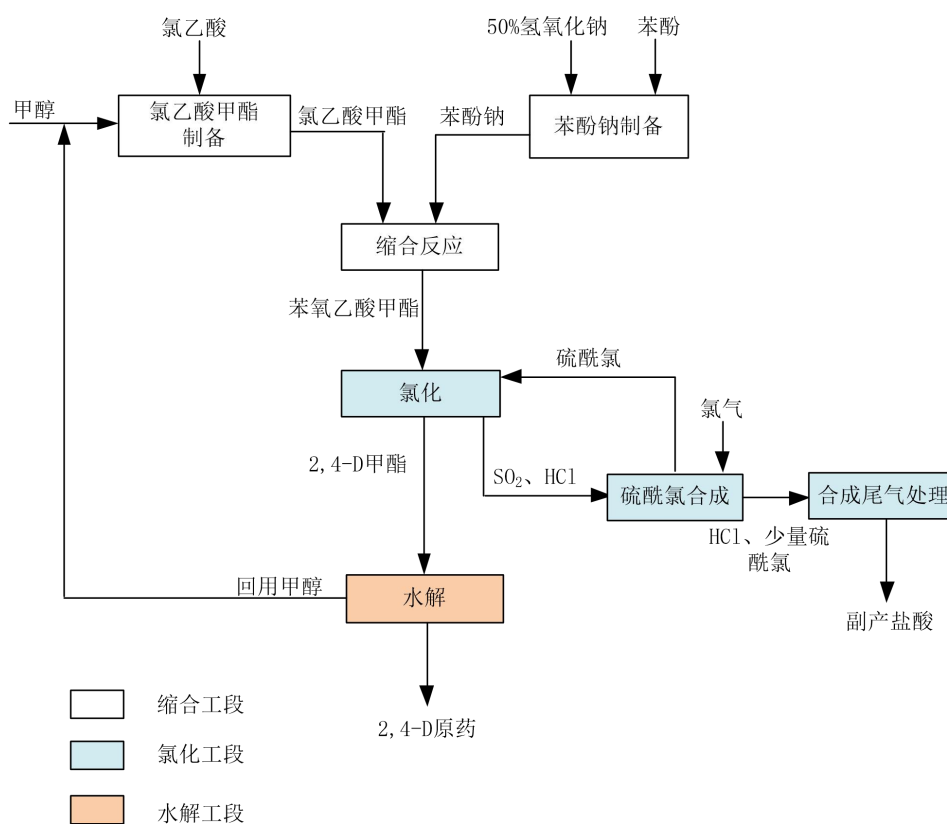 氯乙酸
50%氢氧化钠
苯酚
甲醇
氯乙酸甲酯
制备
氯乙酸甲酯
苯酚钠
苯酚钠制备
缩合反应
苯氧乙酸甲酯
硫酰氯
氯化
氯气
2,4-D甲酯
SO₂、HCl
硫酰氯合成
合成尾气处理
HCl、少量硫
酰氯
回用甲醇
水解
副产盐酸
缩合工段
2,4-D原药
氯化工段
水解工段